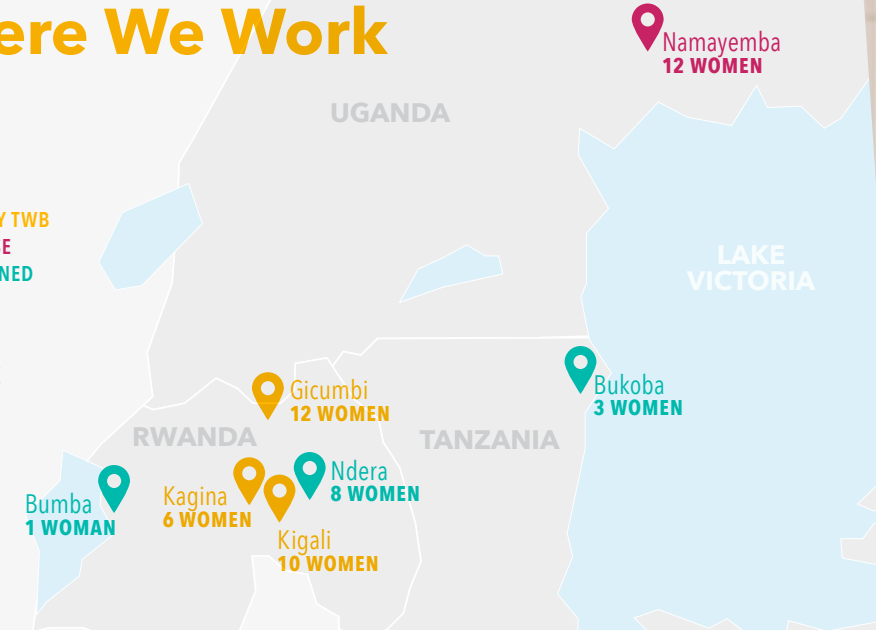 ere We Work
Namayemba
12 WOMEN
UGANDA
Y TWB
SE
NED
LAKE
VICTORIA
Bukoba
3 WOMEN
Gicumbi
12 WOMEN
RWANDA
TANZANIA
Ndera
8 WOMEN
Kagina
6 WOMEN
Bumba
1 WOMAN
Kigali
10 WOMEN